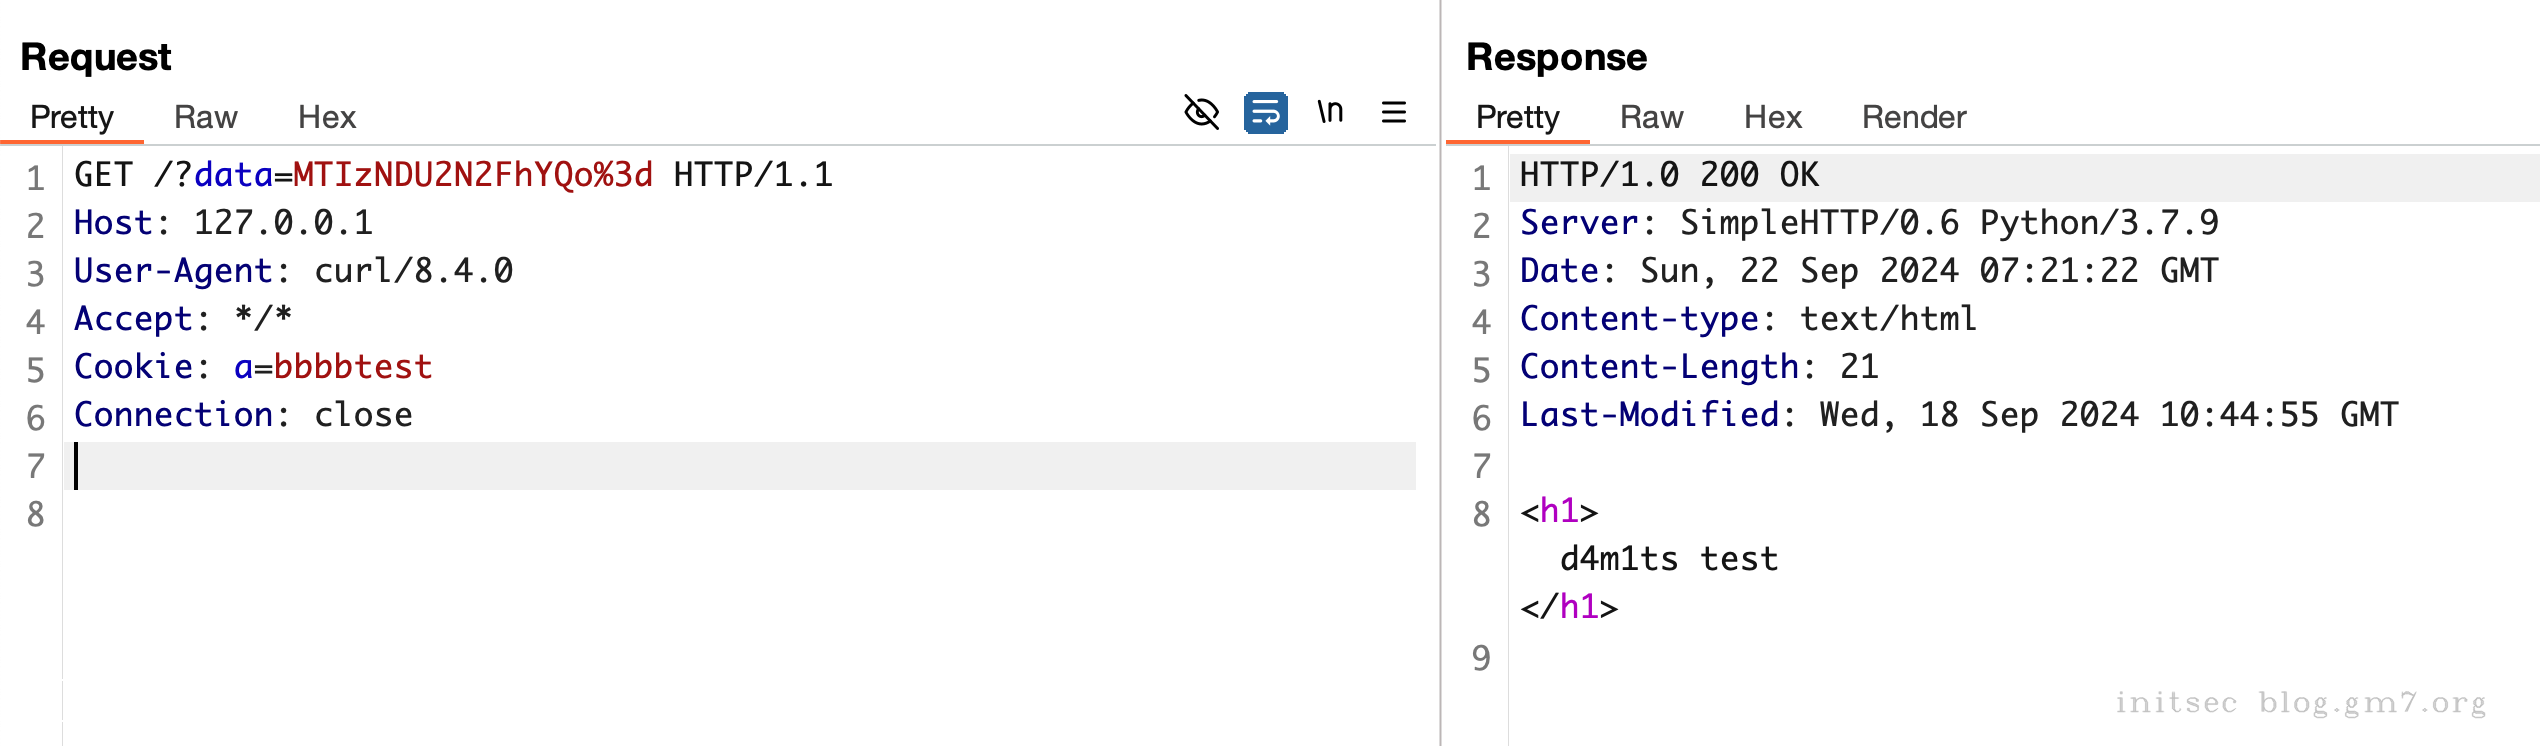 Request
Pretty Raw Hex \n
1 GET /?data=MTIzNDU2N2FhYQo%3d HTTP/1.1
2 Host: 127.0.0.1
3 User-Agent: curl/8.4.0
4 Accept: */*
5 Cookie: a=bbbbtest
6 Connection: close
7
8
Response
Pretty Raw Hex Render
1 HTTP/1.0 200 OK
2 Server: SimpleHTTP/0.6 Python/3.7.9
3 Date: Sun, 22 Sep 2024 07:21:22 GMT
4 Content-type: text/html
5 Content-Length: 21
6 Last-Modified: Wed, 18 Sep 2024 10:44:55 GMT
7
8 <h1>
d4m1ts test
</h1>
9
initsec blog.gm7.org